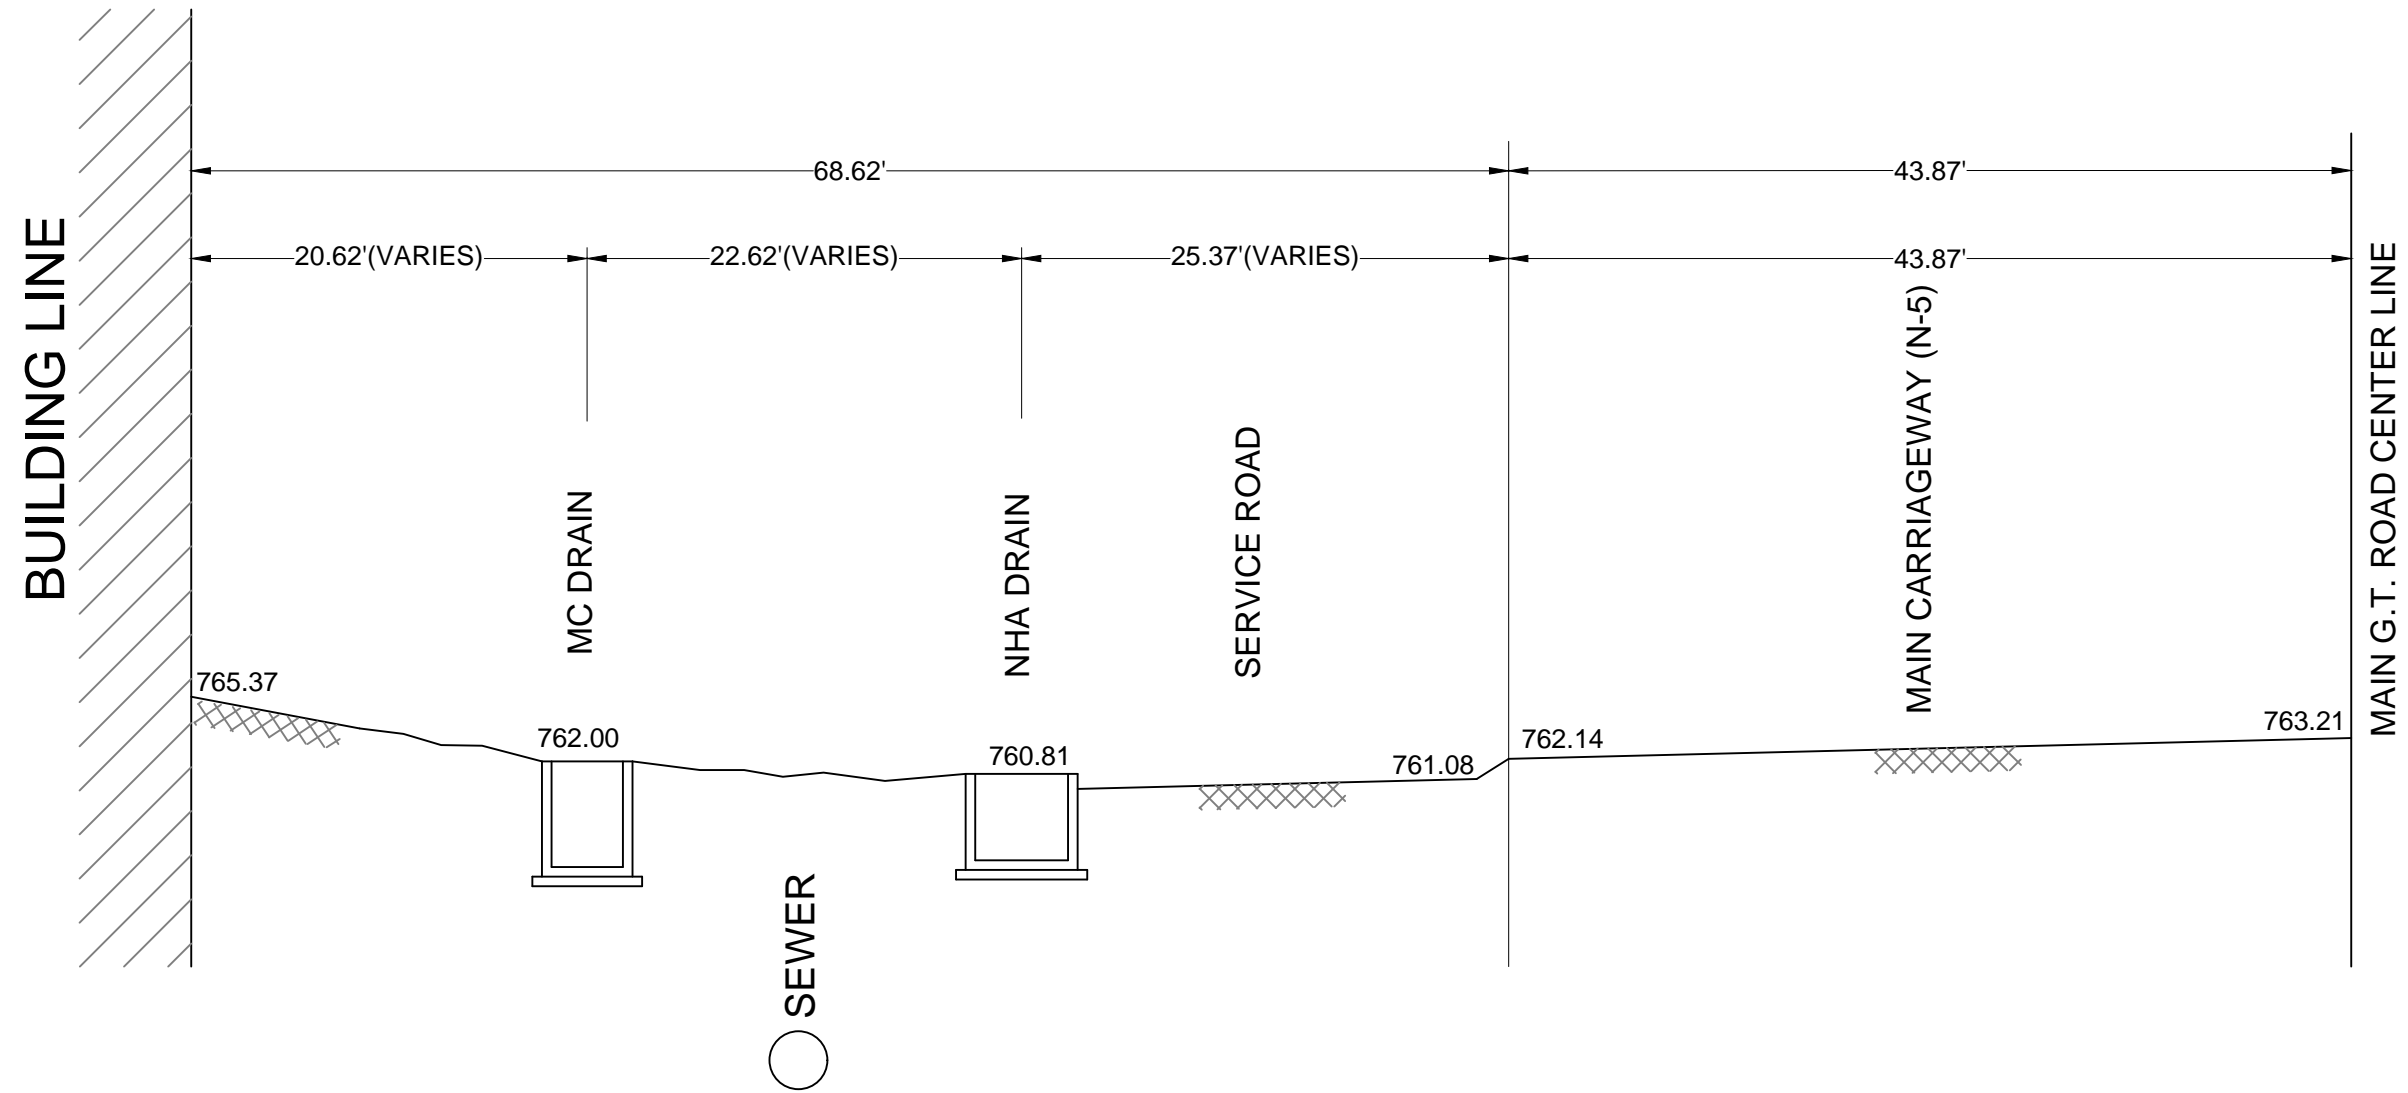 68.62'
43.87'
20.62'(VARIES)
22.62'(VARIES)
25.37'(VARIES)
43.87'
BUILDING LINE
MC DRAIN
NHA DRAIN
SERVICE ROAD
MAIN CARRIAGEWAY (N-5)
MAIN G.T. ROAD CENTER LINE
765.37
762.00
760.81
761.08
762.14
763.21
SEWER